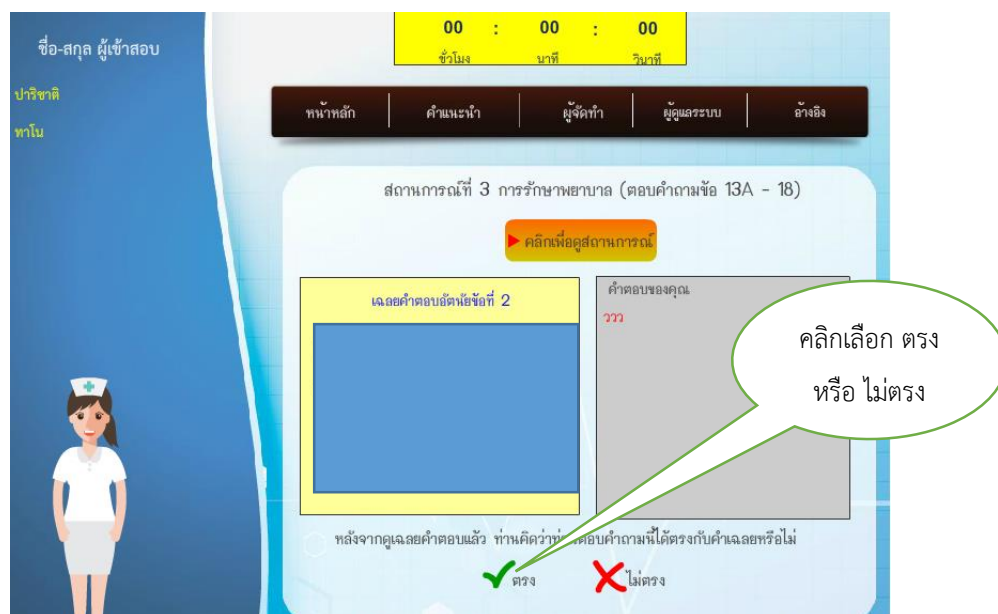 ชื่อ-สกุล ผู้เข้าสอบ
ปาริชาติ
ทาโน
00 : 00 : 00
ชั่วโมง นาที วินาที
หน้าหลัก คำแนะนำ ผู้จัดทำ ผู้ดูแลระบบ อ้างอิง
สถานการณ์ที่ 3 การรักษาพยาบาล (ตอบคำถามข้อ 13A - 18)
คลิกเพื่อดูสถานการณ์
เฉลยคำตอบอัตนัยข้อที่ 2
คำตอบของคุณ
ววว
คลิกเลือก ตรง
หรือ ไม่ตรง
หลังจากดูเฉลยคำตอบแล้ว ท่านคิดว่า ตอบคำถามนี้ได้ตรงกับคำเฉลยหรือไม่
ตรง ไม่ตรง